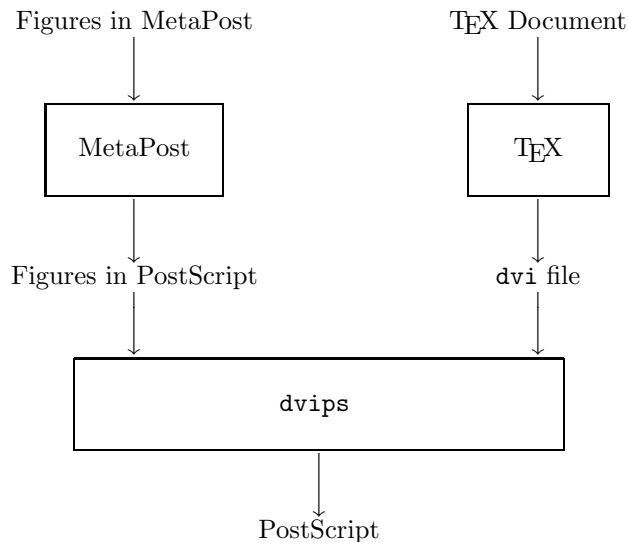 Figures in MetaPost
TEX Document
MetaPost
TEX
Figures in PostScript
dvi file
dvips
PostScript